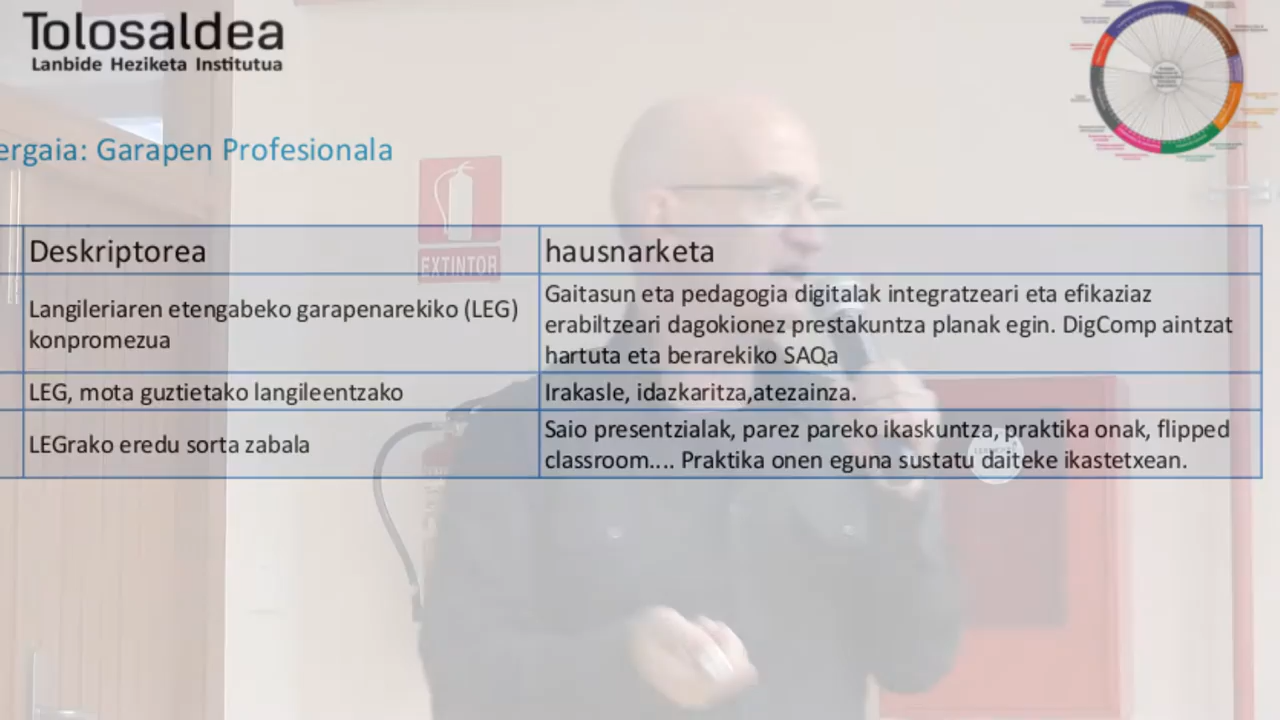 Tolosaldea
Lanbide Heziketa Institutua
ergaia: Garapen Profesionala
EXTINTOR
Deskriptorea
hausnarketa
Langileriaren etengabeko garapenarekiko (LEG)
konpromezua
Gaitasun eta pedagogia digitalak integratzeari eta efikaziaz
erabiltzeari dagokionez prestakuntza planak egin. DigComp aintzat
hartuta eta berarekiko SAQa
LEG, mota guztietako langileentzako
Irakasle, idazkaritza,atezainza.
LEGrako eredu sorta zabala
Saio presentzialak, parez pareko ikaskuntza, praktika onak, flipped
classroom.... Praktika onen eguna sustatu daiteke ikastetxean.